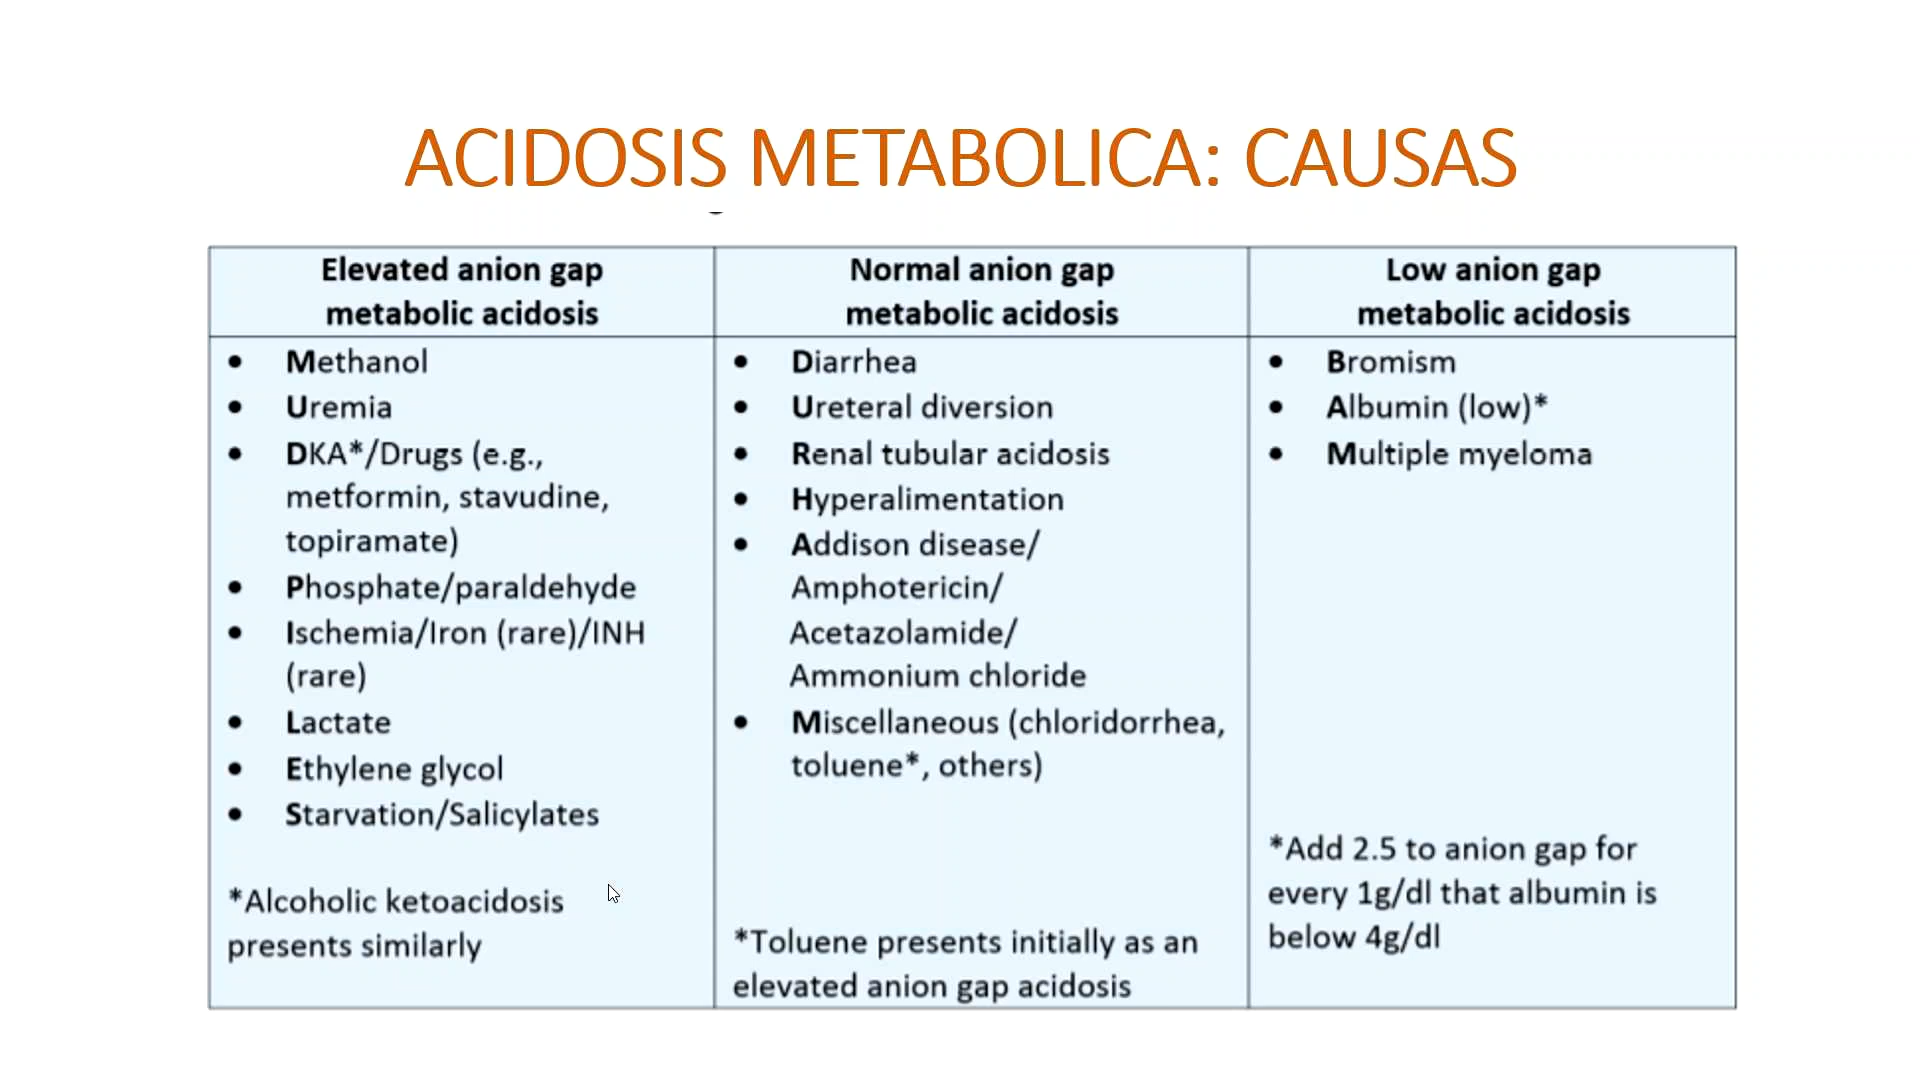 ACIDOSIS METABOLICA: CAUSAS
Elevated anion gap
metabolic acidosis
• Methanol
• Uremia
• DKA*/Drugs (e.g.,
metformin, stavudine,
topiramate)
• Phosphate/paraldehyde
• Ischemia/Iron (rare)/INH
(rare)
• Lactate
• Ethylene glycol
• Starvation/Salicylates
*Alcoholic ketoacidosis
presents similarly
Normal anion gap
metabolic acidosis
• Diarrhea
• Ureteral diversion
• Renal tubular acidosis
• Hyperalimentation
• Addison disease/
Amphotericin/
Acetazolamide/
Ammonium chloride
• Miscellaneous (chloridorrhea,
toluene*, others)
*Toluene presents initially as an
elevated anion gap acidosis
Low anion gap
metabolic acidosis
• Bromism
• Albumin (low)*
• Multiple myeloma
*Add 2.5 to anion gap for
every 1g/dl that albumin is
below 4g/dl